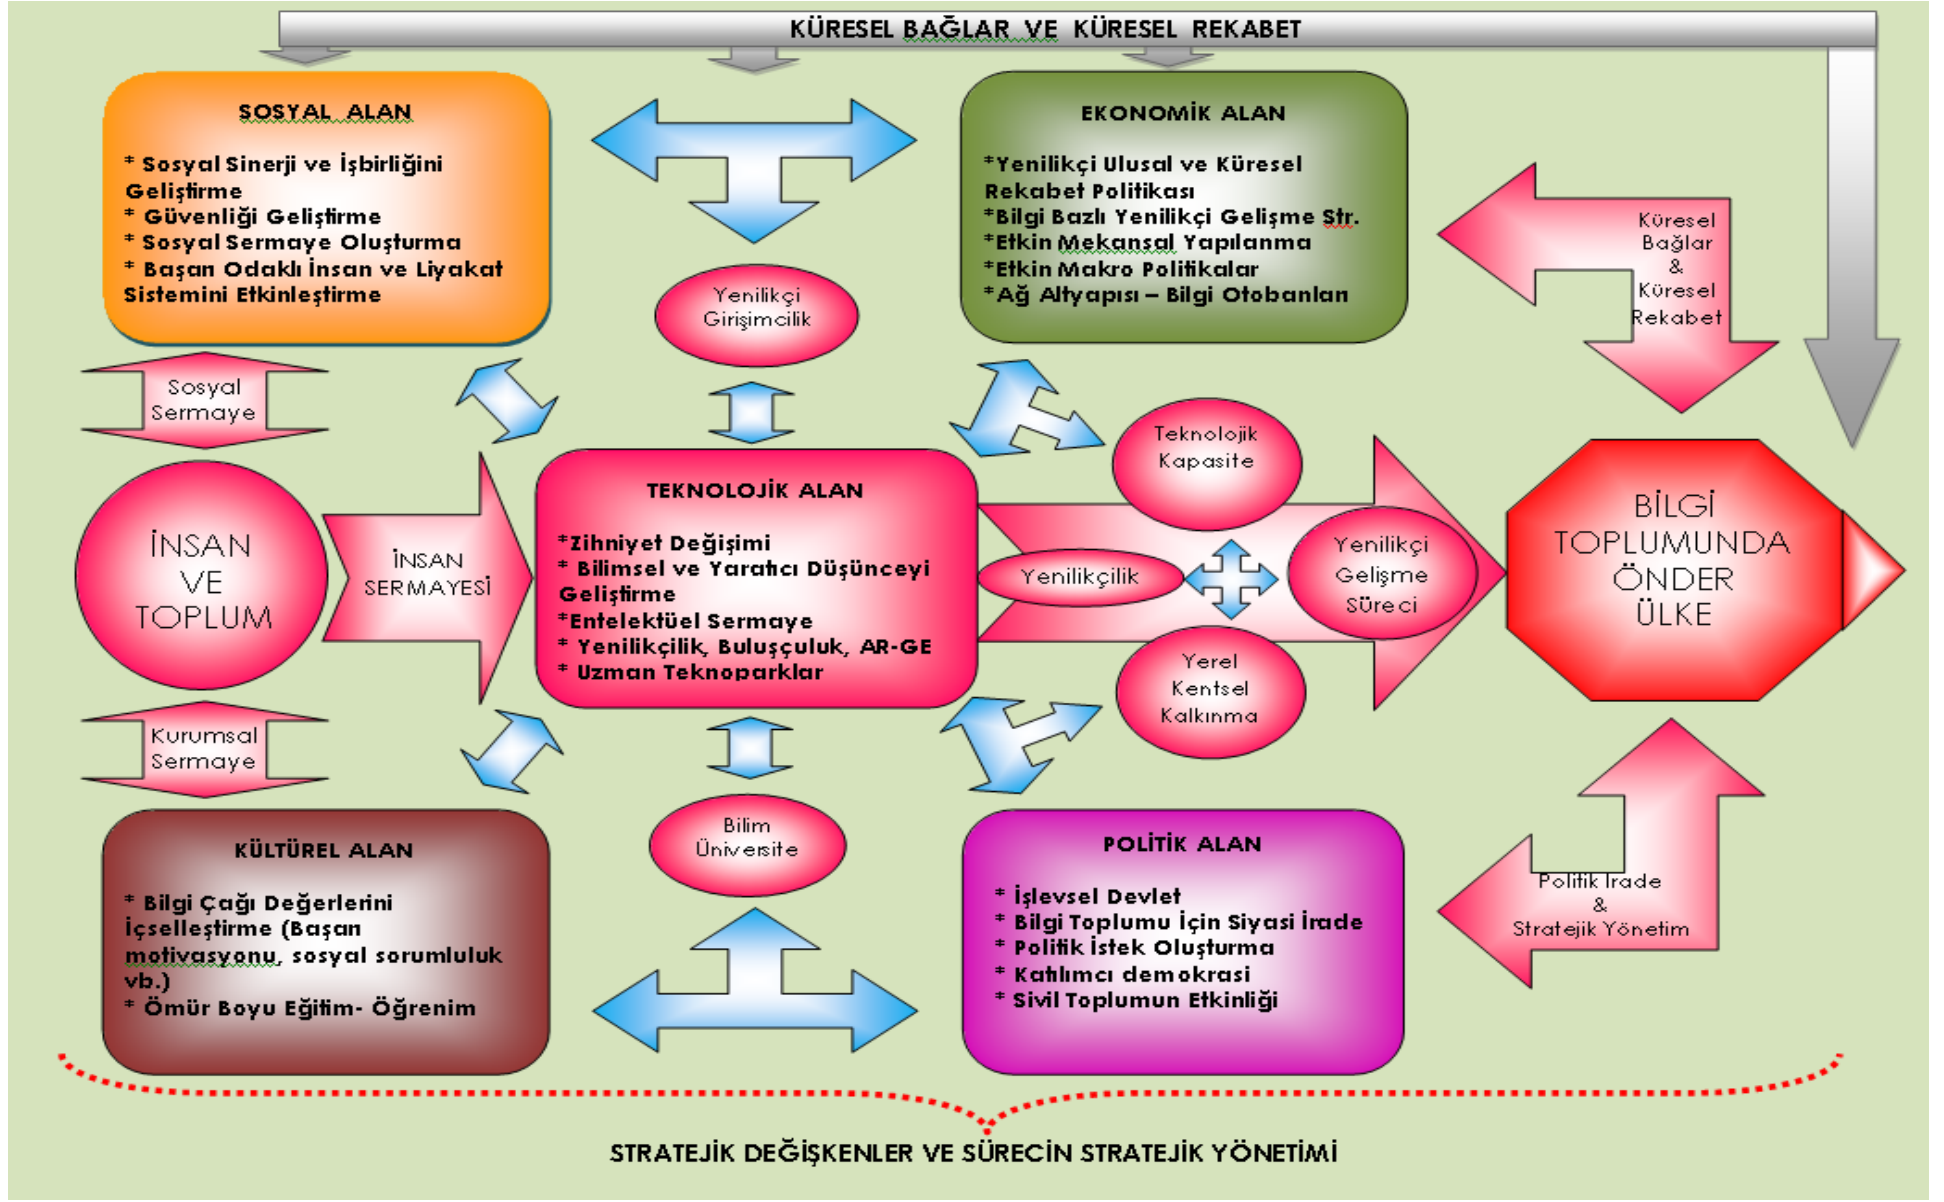 KÜRESEL BAĞLAR VE KÜRESEL REKABET
SOSYAL ALAN
* Sosyal Sinerji ve İşbirliğini
Geliştirme
* Güvenliği Geliştirme
* Sosyal Sermaye Oluşturma
* Başarı Odaklı İnsan ve Liyakat
Sistemini Etkinleştirme
EKONOMİK ALAN
*Yenilikçi Ulusal ve Küresel
Rekabet Politikası
*Bilgi Bazlı Yenilikçi Gelişme Str.
*Etkin Mekansal Yapılanma
*Etkin Makro Politikalar
*Ağ Altyapısı – Bilgi Otobanları
Yenilikçi
Girişimcilik
Küresel
Bağlar
&
Küresel
Rekabet
Sosyal
Sermaye
İNSAN
VE
TOPLUM
İNSAN
SERMAYESİ
TEKNOLOJİK ALAN
*Zihniyet Değişimi
* Bilimsel ve Yaratıcı Düşünceyi
Geliştirme
*Entelektüel Sermaye
* Yenilikçilik, Buluşçuluk, AR-GE
* Uzman Teknoparklar
Teknolojik
Kapasite
Yenilikçilik
Yenilikçi
Gelişme
Süreci
Yerel
Kentsel
Kalkınma
BİLGİ
TOPLUMUNDA
ÖNDER
ÜLKE
Kurumsal
Sermaye
KÜLTÜREL ALAN
* Bilgi Çağı Değerlerini
İçselleştirme (Başarı
motivasyonu, sosyal sorumluluk
vb.)
* Ömür Boyu Eğitim- Öğrenim
Bilim
Üniversite
POLİTİK ALAN
* İşlevsel Devlet
* Bilgi Toplumu İçin Siyasi İrade
* Politik İstek Oluşturma
* Katılımcı demokrasi
* Sivil Toplumun Etkinliği
Politik İrade
&
Stratejik Yönetim
STRATEJİK DEĞİŞKENLER VE SÜRECİN STRATEJİK YÖNETİMİ